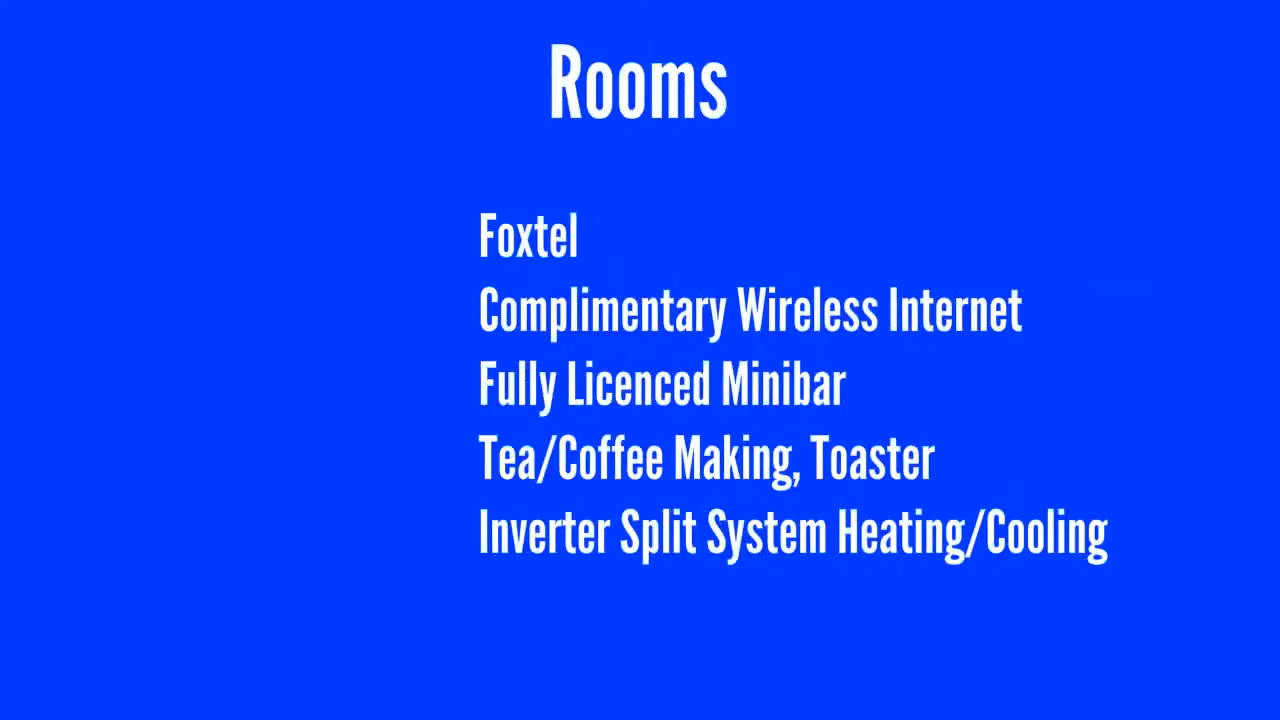 Rooms
Foxtel
Complimentary Wireless Internet
Fully Licenced Minibar
Tea/Coffee Making, Toaster
Inverter Split System Heating/Cooling